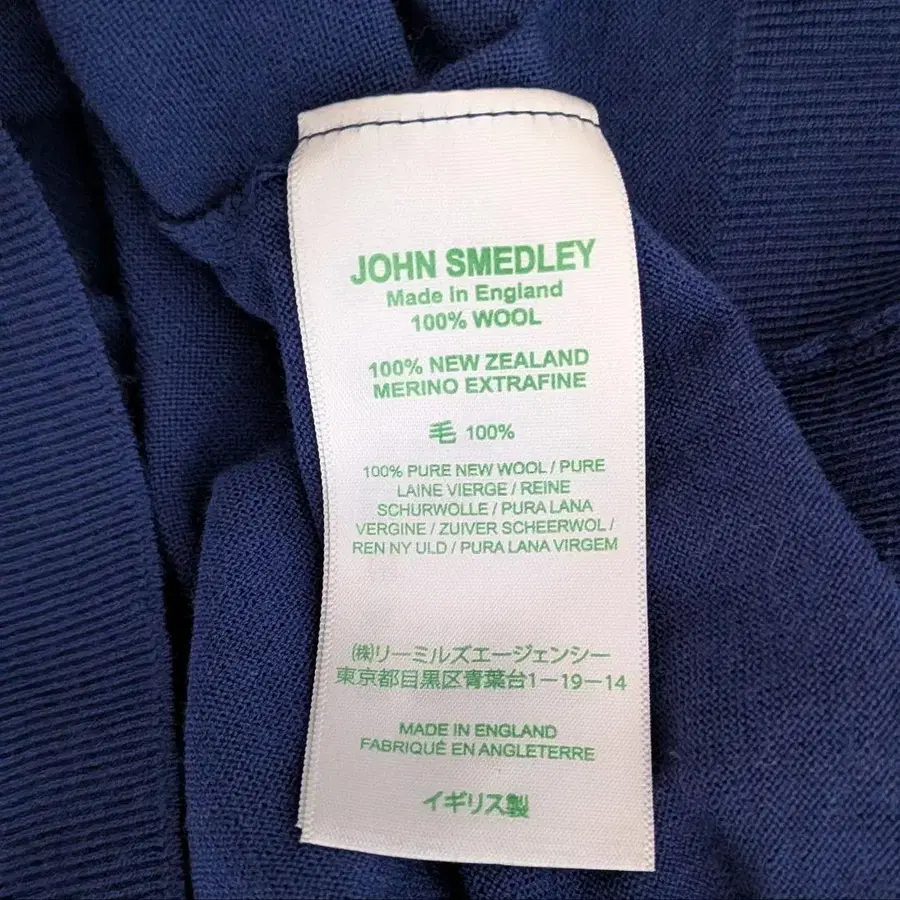 JOHN SMEDLEY
Made in England
100% WOOL
100% NEW ZEALAND
MERINO EXTRAFINE
毛 100%
100% PURE NEW WOOL / PURE
LAINE VIERGE / REINE
SCHURWOLLE / PURA LANA
VERGINE / ZUIVER SCHEERWOL /
REN NY ULD / PURA LANA VIRGEM
㈱リーミルズエージェンシー
東京都目黒区青葉台1-19-14
MADE IN ENGLAND
FABRIQUÉ EN ANGLETERRE
イギリス製